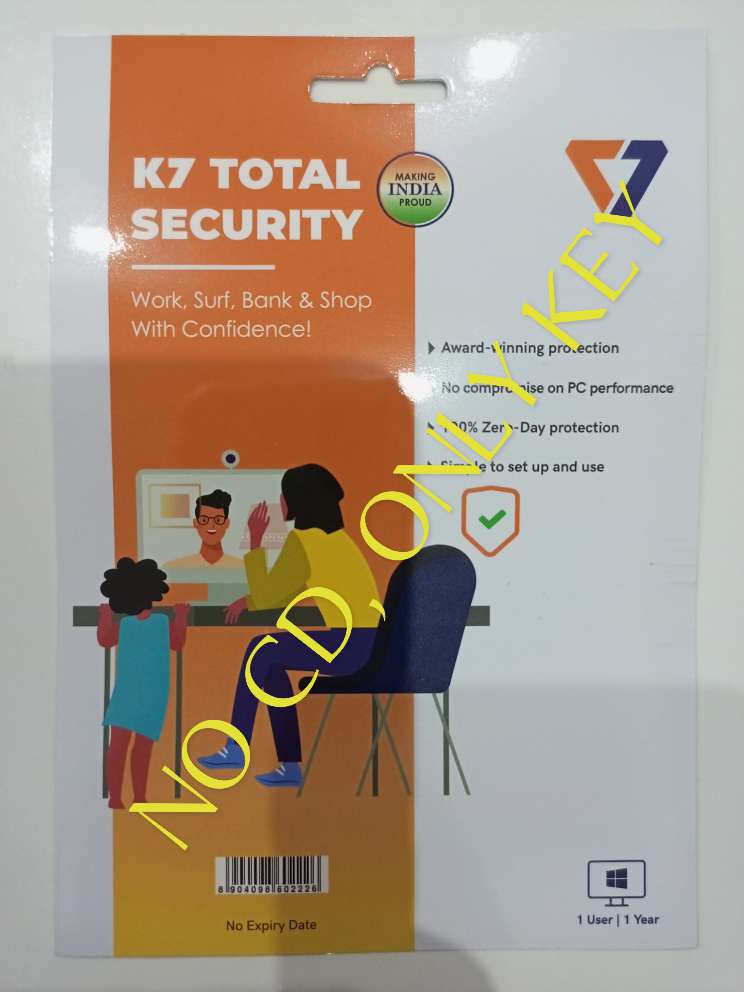 K7 TOTAL
SECURITY
MAKING
INDIA
PROUD
Work, Surf, Bank & Shop
With Confidence!
Award-winning protection
No compromise on PC performance
100% Zero-Day protection
Simple to set up and use
NO CD, ONLY KEY
8904098602226
No Expiry Date
1 User | 1 Year